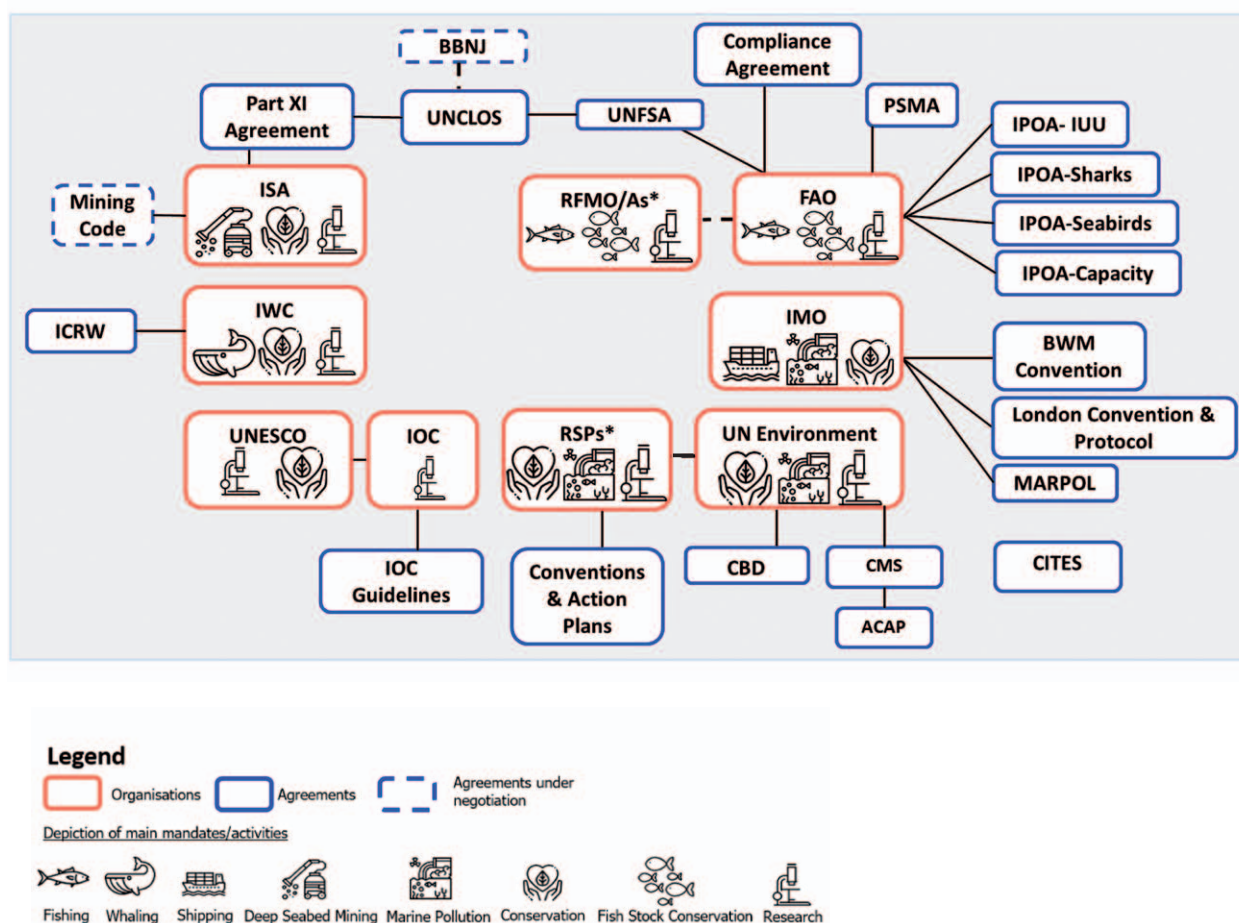 BBNJ
Compliance
Agreement
Part XI
Agreement
UNCLOS
UNFSA
PSMA
IPOA- IUU
IPOA-Sharks
IPOA-Seabirds
IPOA-Capacity
Mining
Code
ISA
RFMO/As*
FAO
ICRW
IWC
IMO
BWM
Convention
London Convention &
Protocol
MARPOL
UNESCO
IOC
RSPs*
UN Environment
IOC
Guidelines
Conventions
& Action
Plans
CBD
CMS
ACAP
CITES
Legend
Organisations
Agreements
Agreements under
negotiation
Depiction of main mandates/activities
Fishing
Whaling
Shipping
Deep Seabed Mining
Marine Pollution
Conservation
Fish Stock Conservation
Research